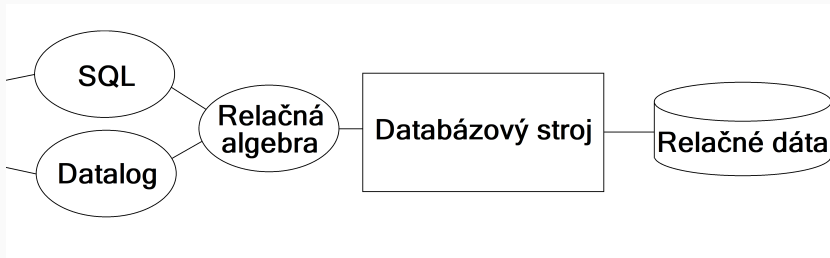 SQL
Datalog
Relačná
algebra
Databázový stroj
Relačné dáta